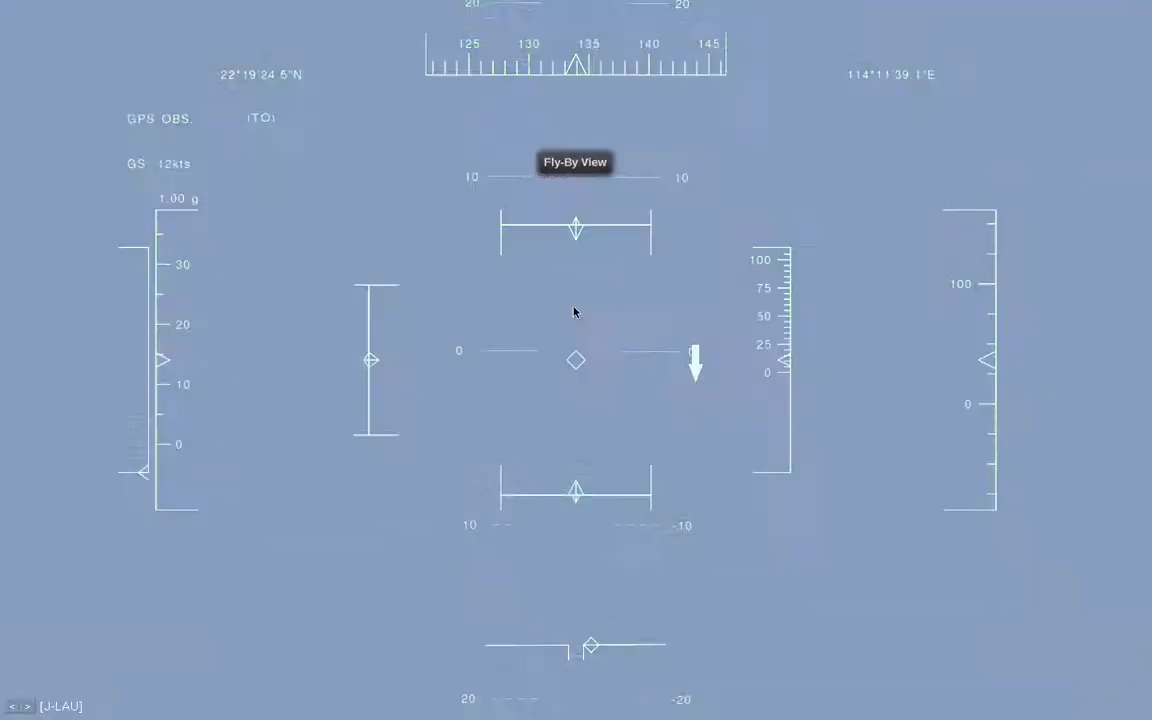 20 20
125 130 135 140 145
22°19'24.5"N 114°11'39.1"E
GPS OBS. (TO)
Fly-By View
GS 12kts
10 10
1.00 g
30
20
10
0
0
100
75
50
25
0
100
0
10 -10
20 -20
< > [J-LAU]